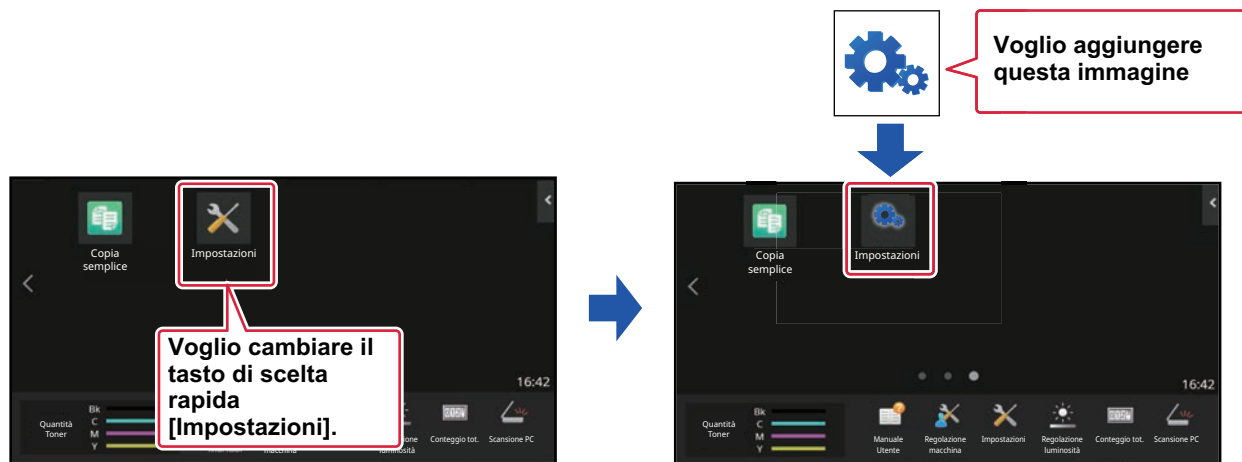 Voglio aggiungere
questa immagine
Copia
semplice
Impostazioni
Voglio cambiare il
tasto di scelta
rapida
[Impostazioni].
16:42
Quantità
Toner
Bk
C
M
Y
macchina
luminosità
Conteggio tot.
Scansione PC
Copia
semplice
Impostazioni
16:42
Quantità
Toner
Bk
C
M
Y
Manuale
Utente
Regolazione
macchina
Impostazioni
Regolazione
luminosità
Conteggio tot.
Scansione PC